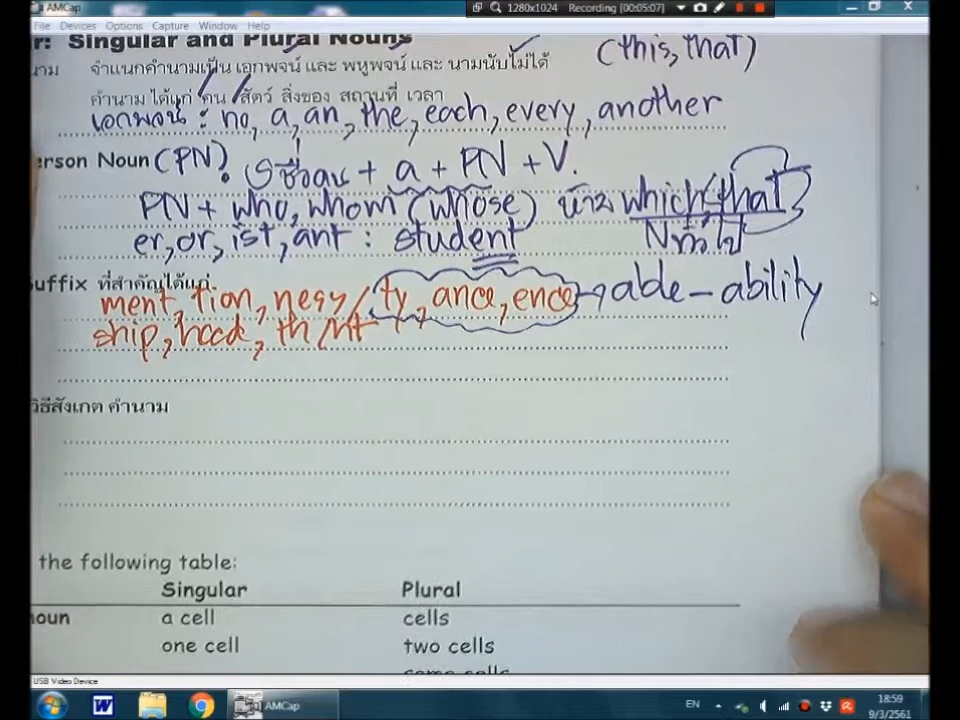 AMCap
1280x1024 Recording [00:05:07]
File Devices Options Capture Window Help
r: Singular and Plural Nouns (this, that)
นาม จำแนกคำนามเป็น เอกพจน์ และ พหูพจน์ และ นามนับไม่ได้
คำนาม ได้แก่ คน สัตว์ สิ่งของ สถานที่ เวลา
เอกพจน์ : no, a, an, the, each, every, another
erson Noun (PN) : ชื่อคน + a + PN + V.
PN + who, whom (whose) ห้าม which, that
er, or, ist, ant : student Nทั่วไป
uffix ที่สำคัญได้แก่
ment, tion, ness / ty, ance, ence able - ability
ship, hood, th / nt
วิธีสังเกต คำนาม
the following table:
Singular Plural
noun a cell cells
one cell two cells
some cells
USB Video Device
AMCap EN 18:59
9/3/2561